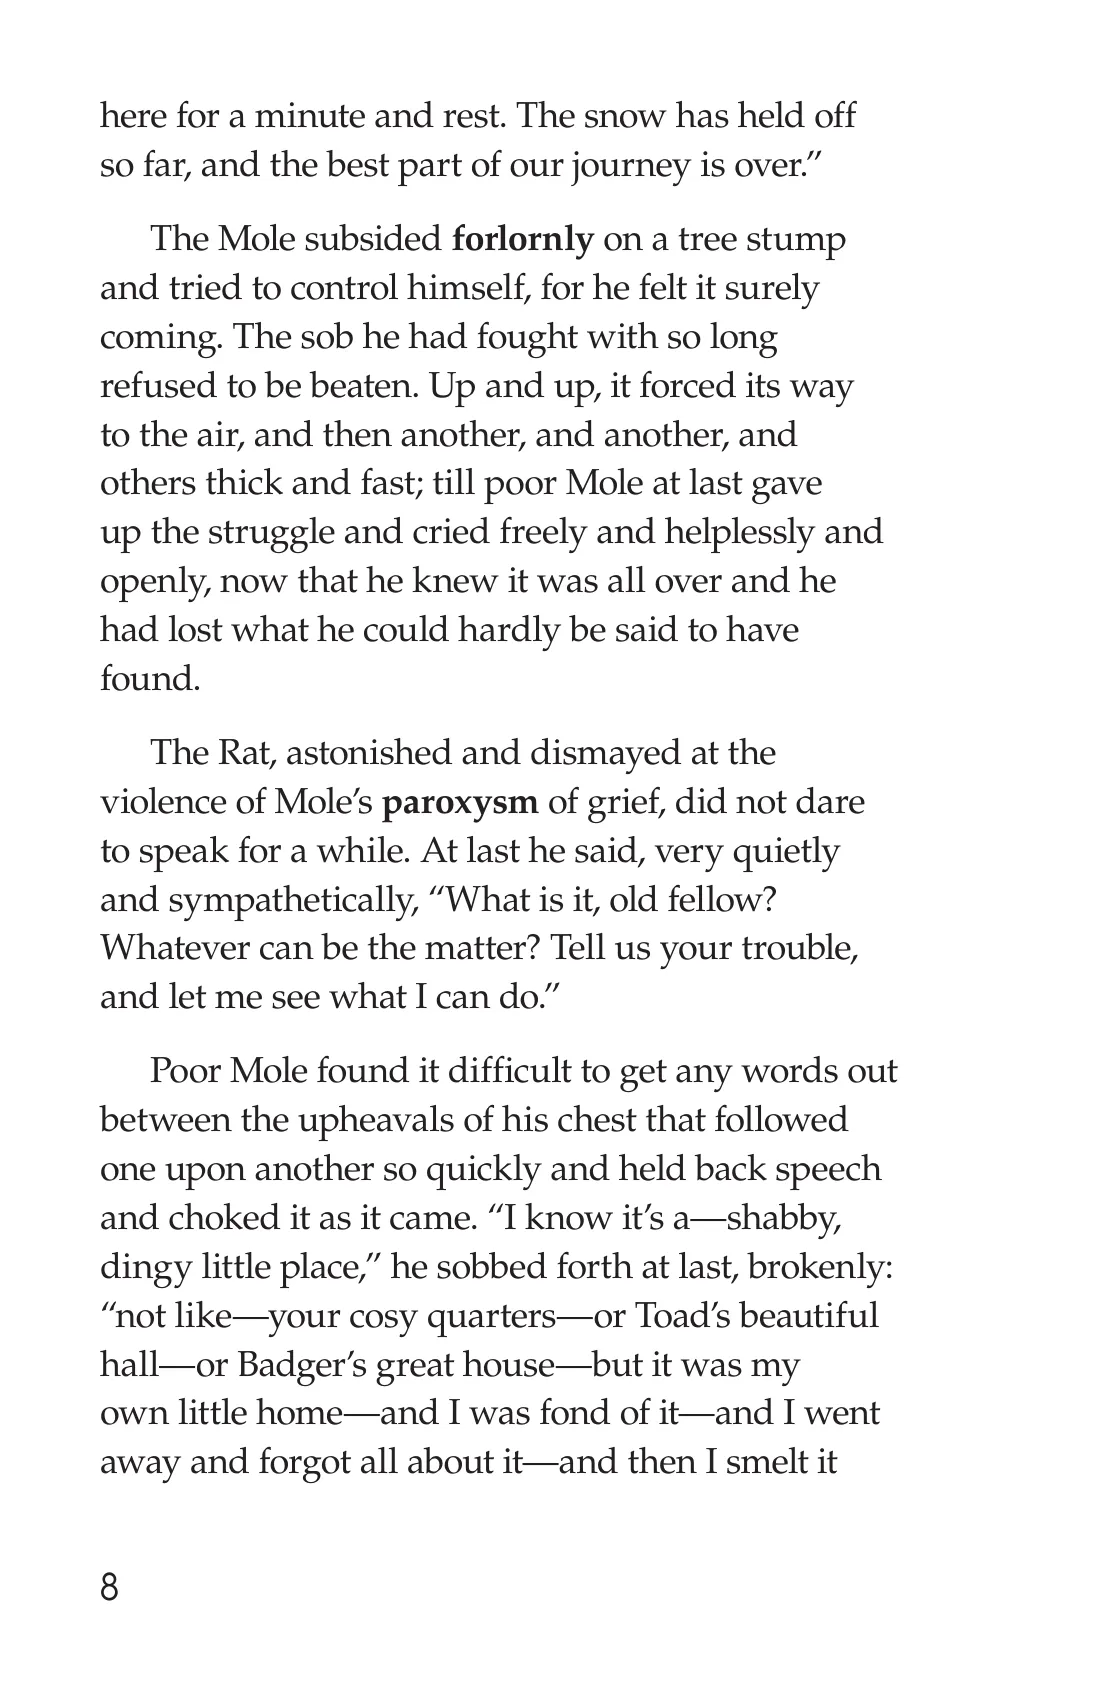 here for a minute and rest. The snow has held off
so far, and the best part of our journey is over.”
The Mole subsided forlornly on a tree stump
and tried to control himself, for he felt it surely
coming. The sob he had fought with so long
refused to be beaten. Up and up, it forced its way
to the air, and then another, and another, and
others thick and fast; till poor Mole at last gave
up the struggle and cried freely and helplessly and
openly, now that he knew it was all over and he
had lost what he could hardly be said to have
found.
The Rat, astonished and dismayed at the
violence of Mole’s paroxysm of grief, did not dare
to speak for a while. At last he said, very quietly
and sympathetically, “What is it, old fellow?
Whatever can be the matter? Tell us your trouble,
and let me see what I can do.”
Poor Mole found it difficult to get any words out
between the upheavals of his chest that followed
one upon another so quickly and held back speech
and choked it as it came. “I know it’s a—shabby,
dingy little place,” he sobbed forth at last, brokenly:
“not like—your cosy quarters—or Toad’s beautiful
hall—or Badger’s great house—but it was my
own little home—and I was fond of it—and I went
away and forgot all about it—and then I smelt it
8